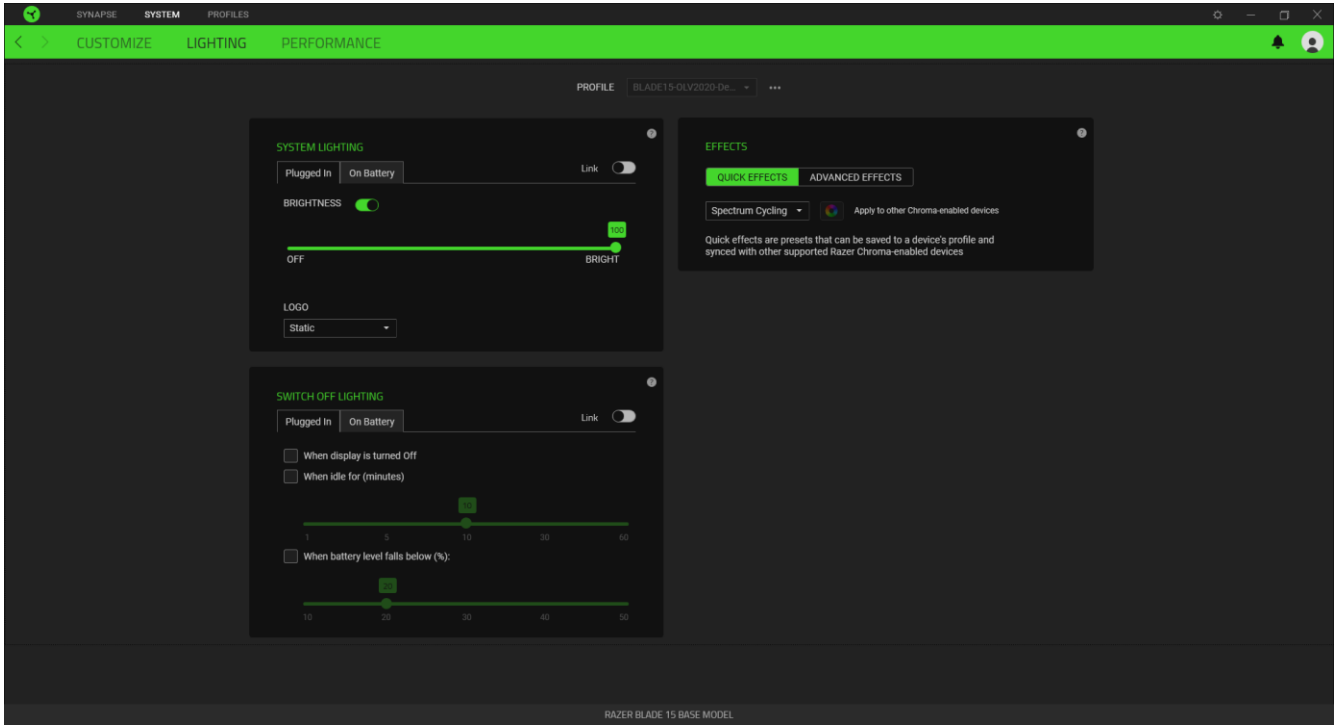 SYNAPSE SYSTEM PROFILES
CUSTOMIZE LIGHTING PERFORMANCE
PROFILE BLADE15-OLV2020-De... •••
SYSTEM LIGHTING
Plugged In On Battery Link
BRIGHTNESS
100
OFF BRIGHT
LOGO
Static
SWITCH OFF LIGHTING
Plugged In On Battery Link
When display is turned Off
When idle for (minutes)
10
1 5 10 30 60
When battery level falls below (%):
20
10 20 30 40 50
EFFECTS
QUICK EFFECTS ADVANCED EFFECTS
Spectrum Cycling Apply to other Chroma-enabled devices
Quick effects are presets that can be saved to a device's profile and
synced with other supported Razer Chroma-enabled devices
RAZER BLADE 15 BASE MODEL